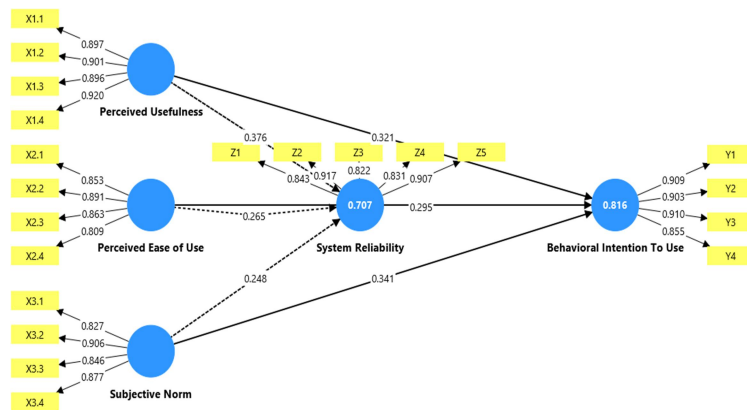 X1.1
0.897
X1.2
0.901
X1.3
0.896
X1.4
0.920
Perceived Usefulness
0.376
0.321
Z1
Z2
Z3
Z4
Z5
0.843
0.917
0.822
0.831
0.907
X2.1
0.853
X2.2
0.891
X2.3
0.863
X2.4
0.809
Perceived Ease of Use
0.265
0.707
System Reliability
0.295
0.816
Behavioral Intention To Use
Y1
0.909
Y2
0.903
Y3
0.910
Y4
0.855
0.248
0.341
X3.1
0.827
X3.2
0.906
X3.3
0.846
X3.4
0.877
Subjective Norm